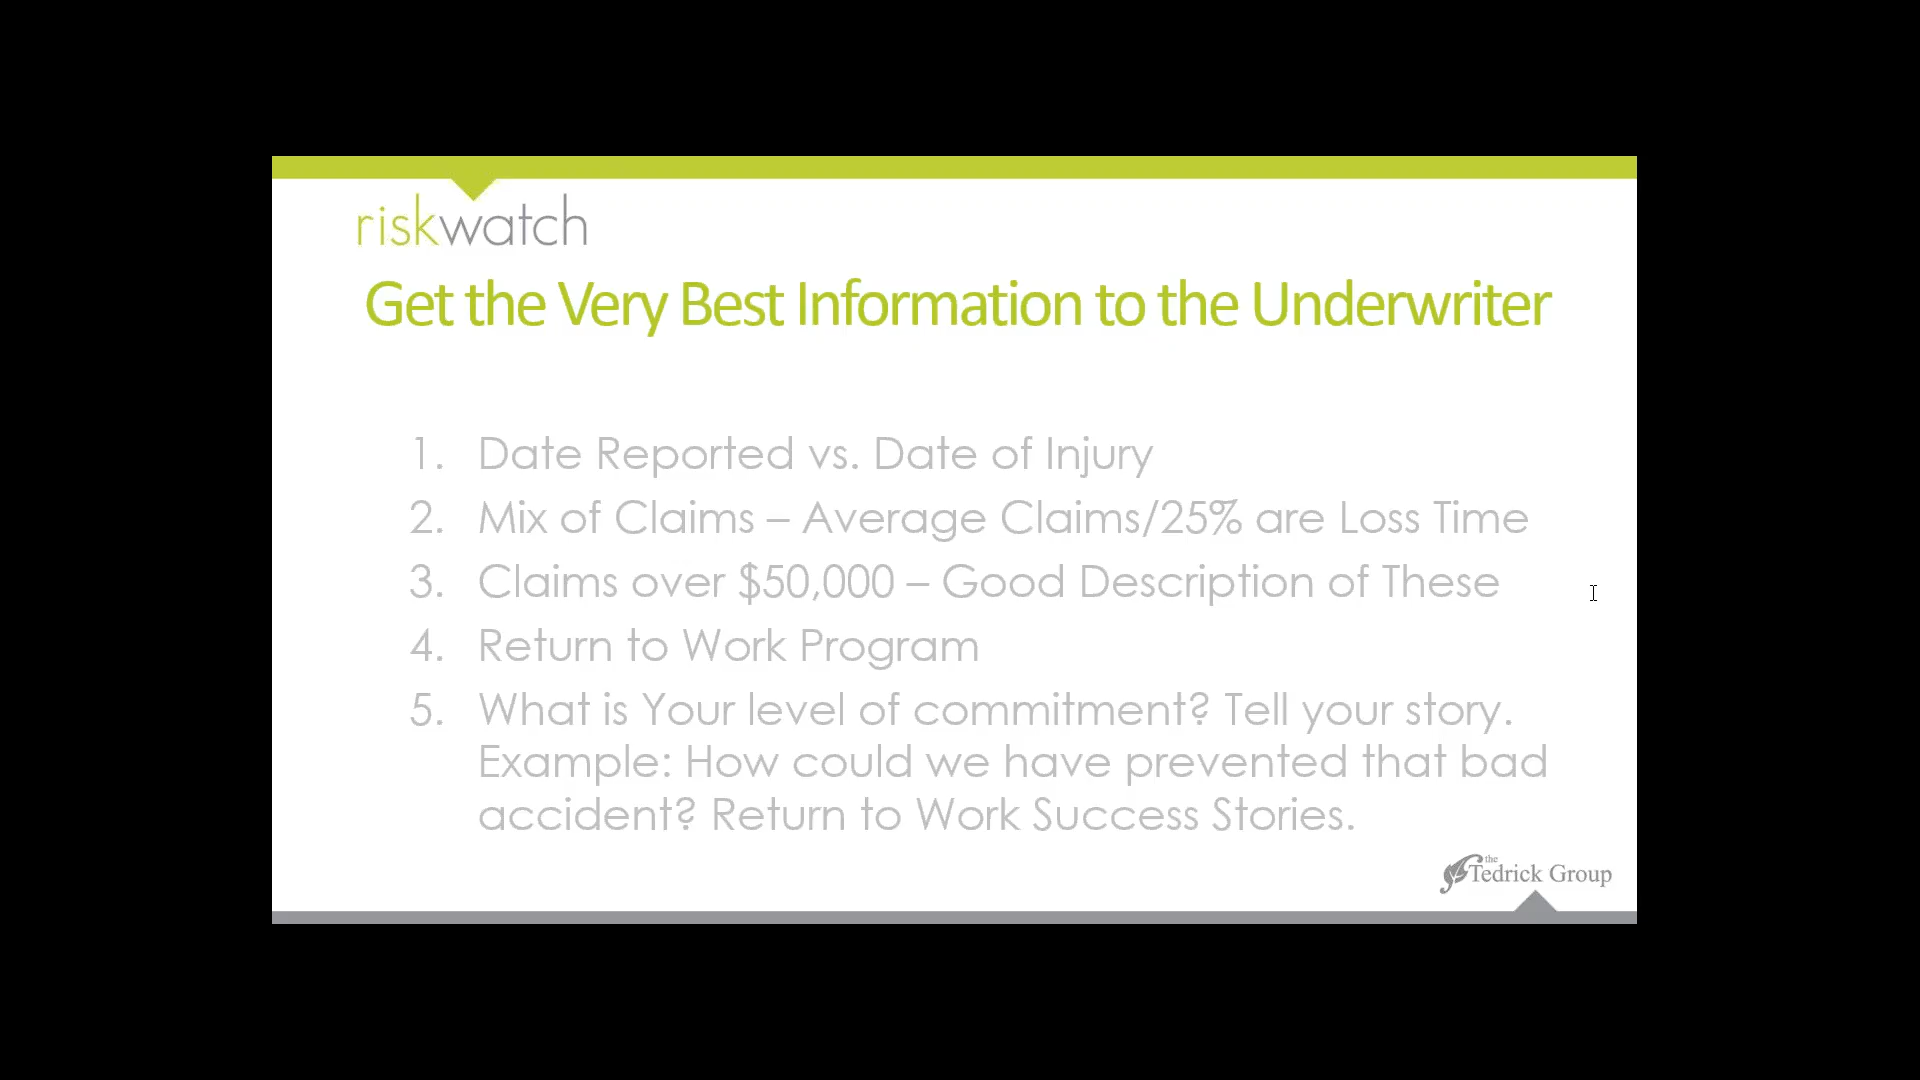 riskwatch
Get the Very Best Information to the Underwriter
1. Date Reported vs. Date of Injury
2. Mix of Claims – Average Claims/25% are Loss Time
3. Claims over $50,000 – Good Description of These
4. Return to Work Program
5. What is Your level of commitment? Tell your story.
Example: How could we have prevented that bad
accident? Return to Work Success Stories.
the
Tedrick Group